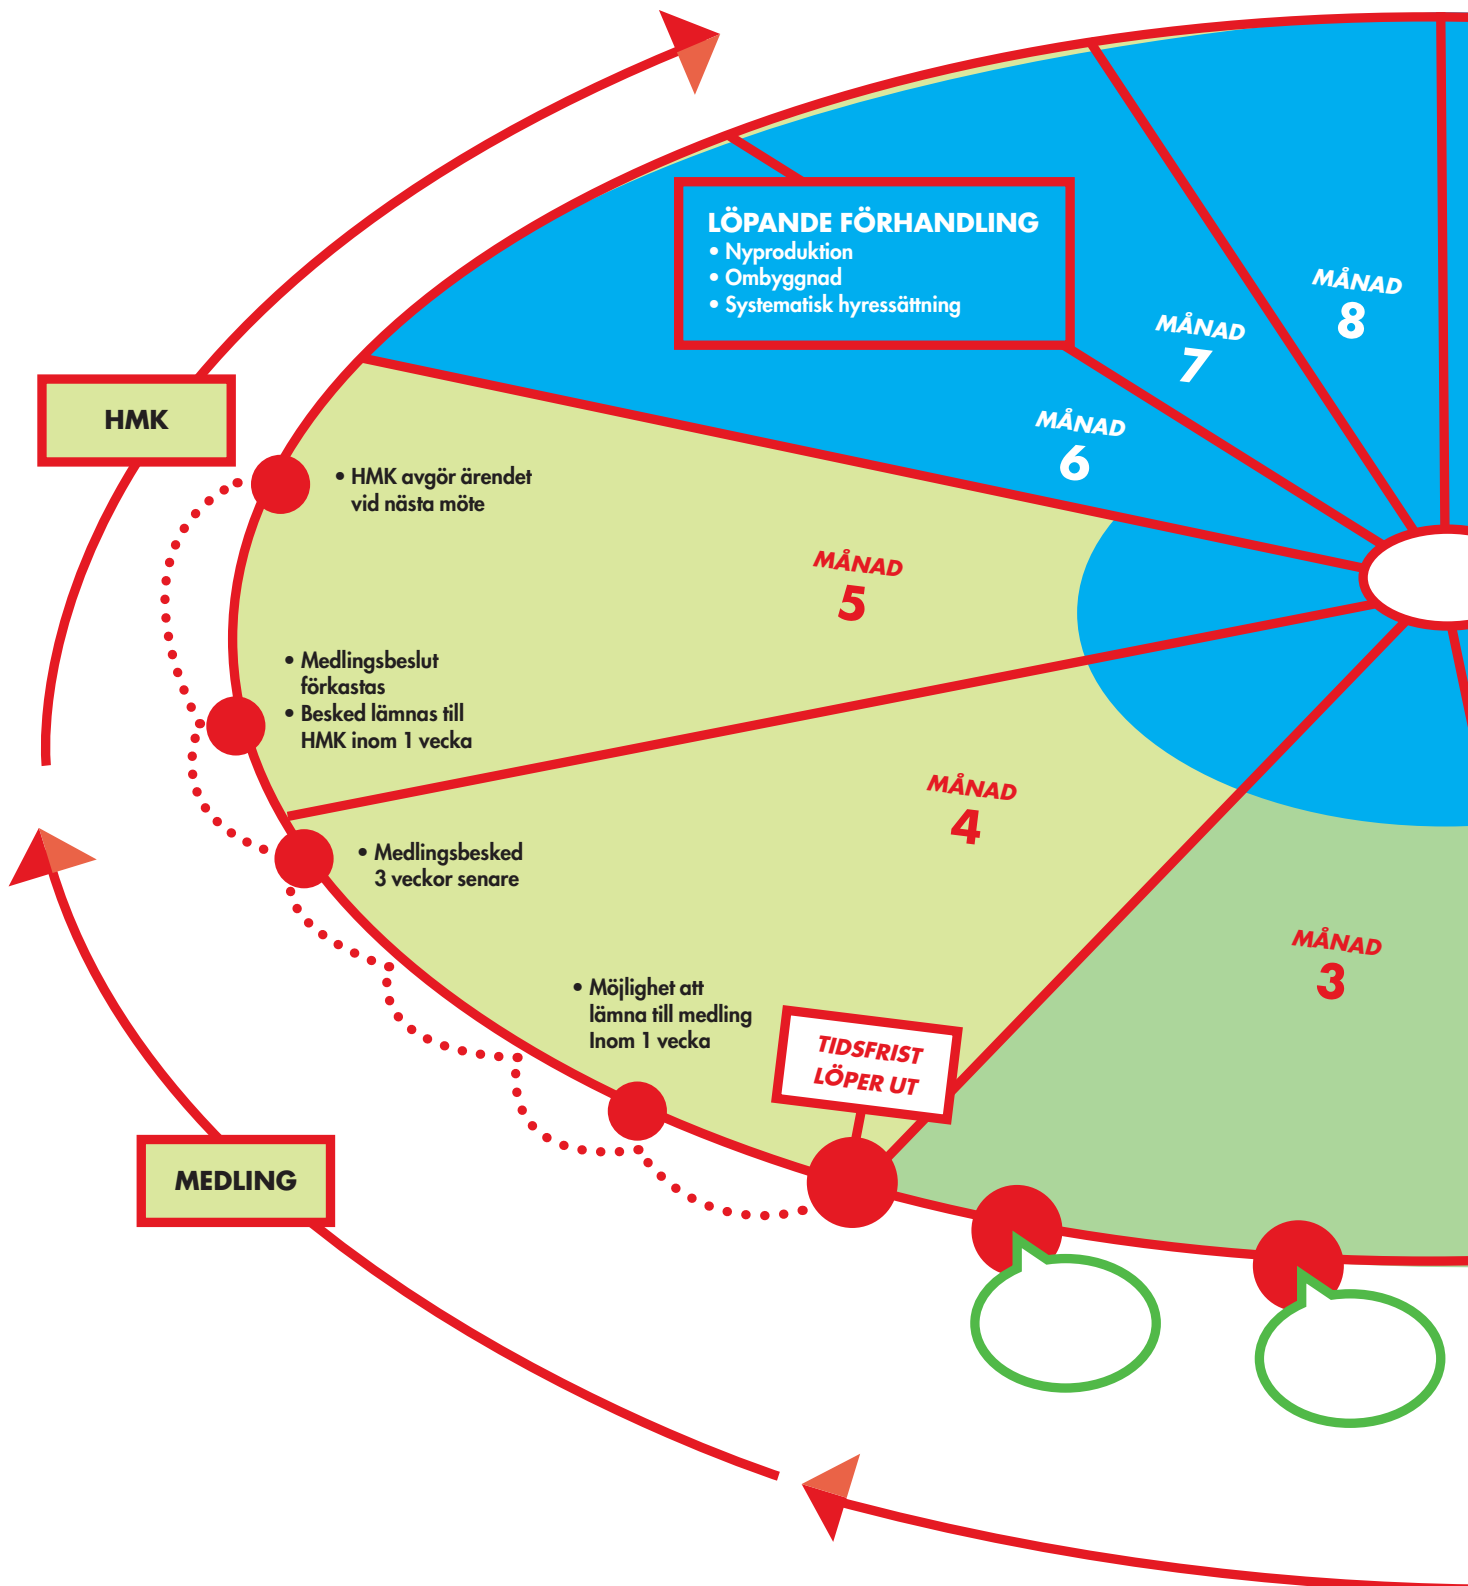 LÖPANDE FÖRHANDLING
• Nyproduktion
• Ombyggnad
• Systematisk hyressättning
MÅNAD
8
MÅNAD
7
MÅNAD
6
HMK
• HMK avgör ärendet
vid nästa möte
MÅNAD
5
• Medlingsbeslut
förkastas
• Besked lämnas till
HMK inom 1 vecka
MÅNAD
4
• Medlingsbesked
3 veckor senare
MÅNAD
3
• Möjlighet att
lämna till medling
Inom 1 vecka
TIDSFRIST
LÖPER UT
MEDLING